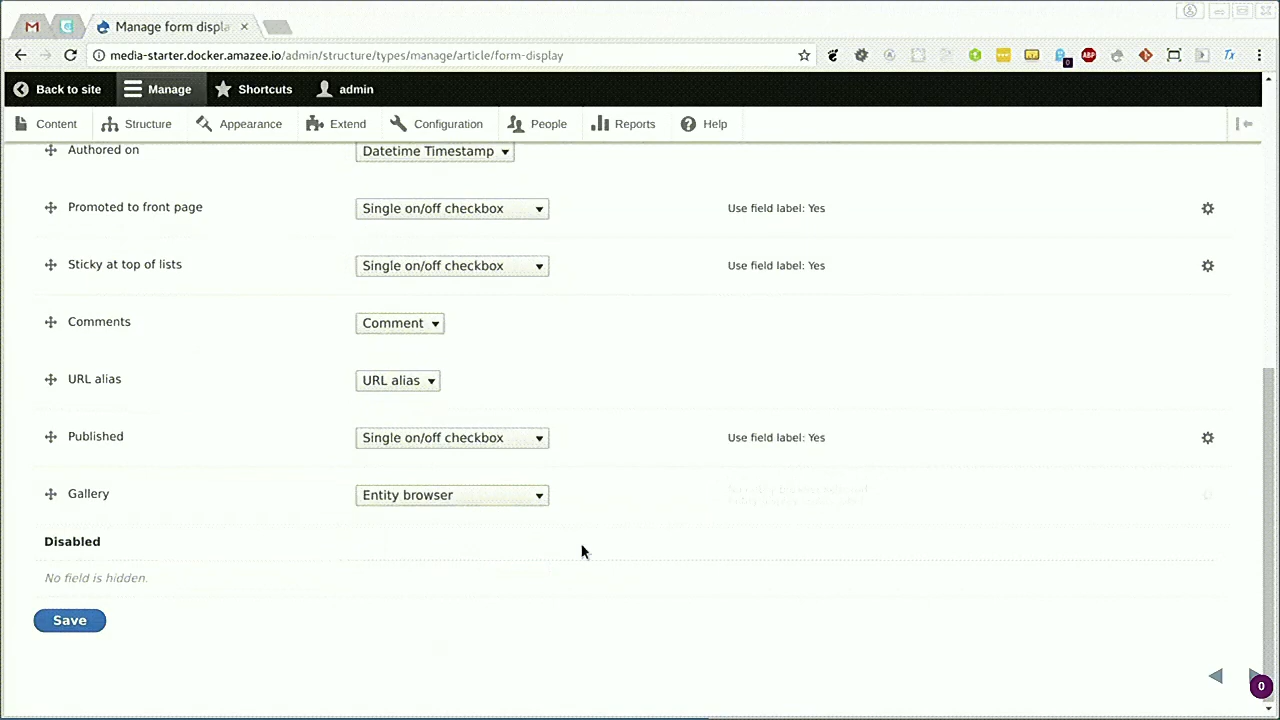 Manage form displa
media-starter.docker.amazee.io/admin/structure/types/manage/article/form-display
ABP
Tx
0
Back to site
Manage
Shortcuts
admin
Content
Structure
Appearance
Extend
Configuration
People
Reports
Help
Authored on
Datetime Timestamp
Promoted to front page
Single on/off checkbox
Use field label: Yes
Sticky at top of lists
Single on/off checkbox
Use field label: Yes
Comments
Comment
URL alias
URL alias
Published
Single on/off checkbox
Use field label: Yes
Gallery
Entity browser
Disabled
No field is hidden.
Save
0